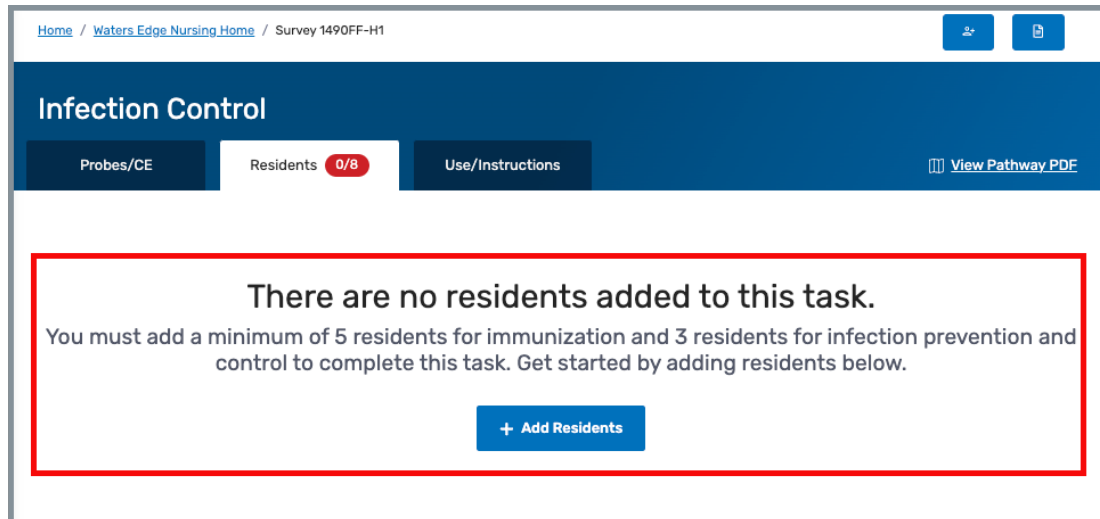 Home / Waters Edge Nursing Home / Survey 1490FF-H1
Infection Control
Probes/CE
Residents 0/8
Use/Instructions
View Pathway PDF
There are no residents added to this task.
You must add a minimum of 5 residents for immunization and 3 residents for infection prevention and
control to complete this task. Get started by adding residents below.
+ Add Residents